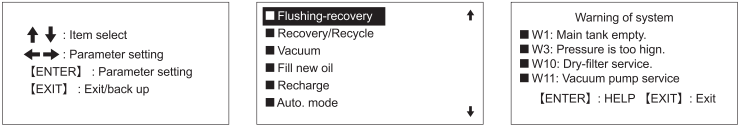 ↑ ↓ : Item select
← → : Parameter setting
【ENTER】 : Parameter setting
【EXIT】 : Exit/back up
■ Flushing-recovery ↑
■ Recovery/Recycle
■ Vacuum
■ Fill new oil
■ Recharge
■ Auto. mode ↓
Warning of system
■ W1: Main tank empty.
■ W3: Pressure is too hign.
■ W10: Dry-filter service.
■ W11: Vacuum pump service
【ENTER】 : HELP 【EXIT】 : Exit